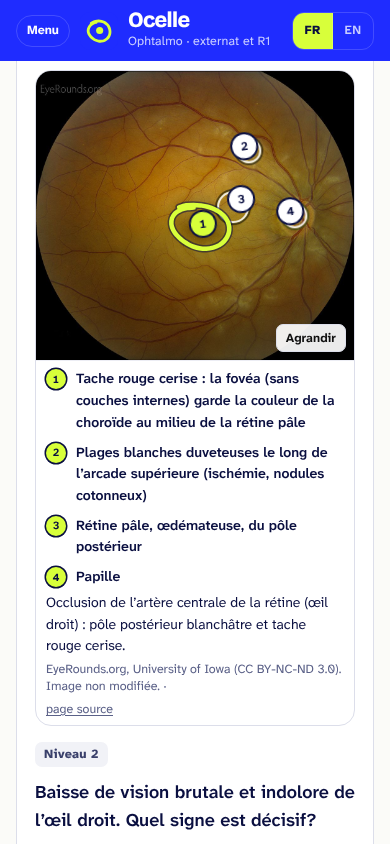 Menu
Ocelle
Ophtalmo · externat et R1
FR
EN
EyeRounds.org
2
3
4
1
Agrandir
1 Tache rouge cerise : la fovéa (sans
couches internes) garde la couleur de la
choroïde au milieu de la rétine pâle
2 Plages blanches duveteuses le long de
l'arcade supérieure (ischémie, nodules
cotonneux)
3 Rétine pâle, œdémateuse, du pôle
postérieur
4 Papille
Occlusion de l'artère centrale de la rétine (œil
droit) : pôle postérieur blanchâtre et tache
rouge cerise.
EyeRounds.org, University of Iowa (CC BY-NC-ND 3.0).
Image non modifiée. ·
page source
Niveau 2
Baisse de vision brutale et indolore de
l'œil droit. Quel signe est décisif?